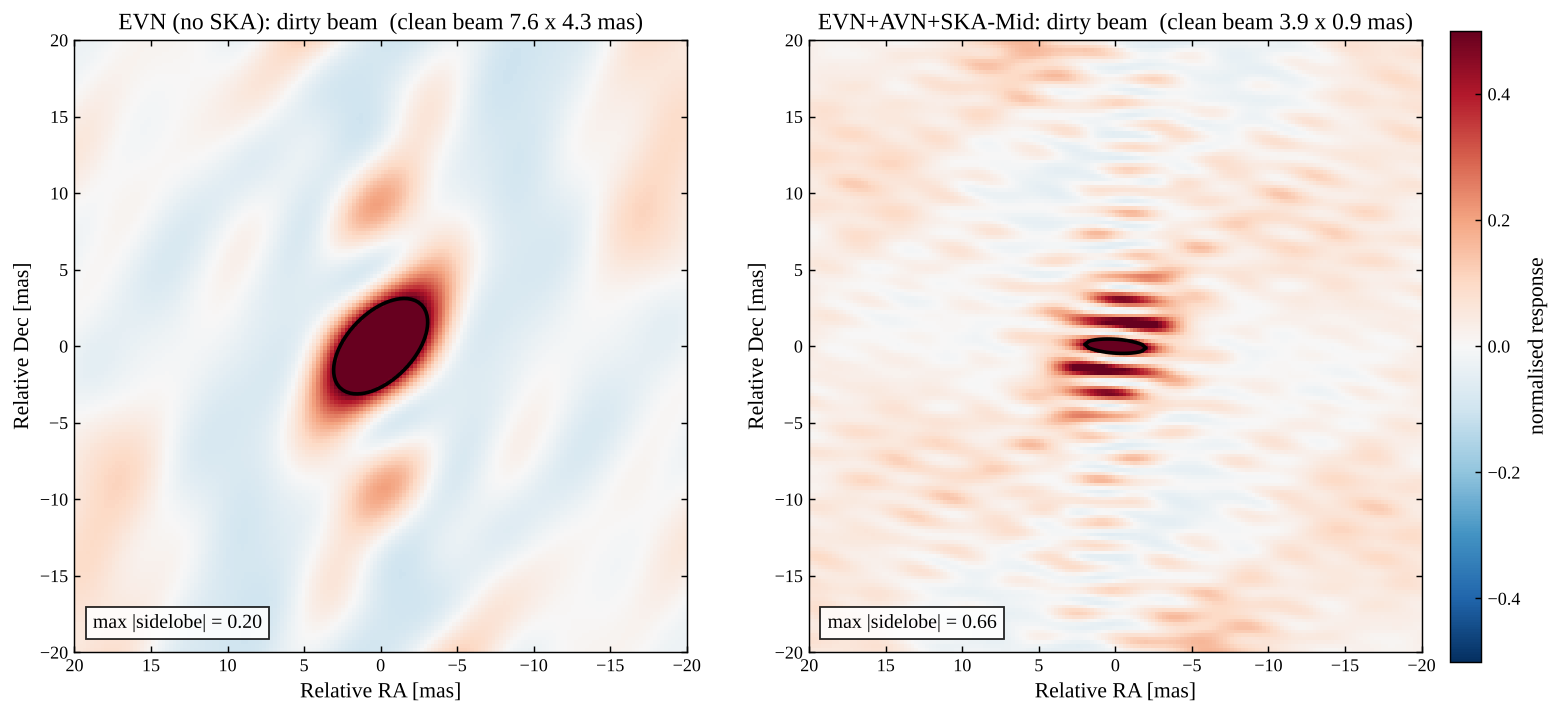 EVN (no SKA): dirty beam  (clean beam 7.6 x 4.3 mas)
20
15
10
5
0
−5
−10
−15
−20
Relative Dec [mas]
max |sidelobe| = 0.20
20 15 10 5 0 −5 −10 −15 −20
Relative RA [mas]
EVN+AVN+SKA-Mid: dirty beam  (clean beam 3.9 x 0.9 mas)
20
15
10
5
0
−5
−10
−15
−20
Relative Dec [mas]
max |sidelobe| = 0.66
20 15 10 5 0 −5 −10 −15 −20
Relative RA [mas]
0.4
0.2
0.0
−0.2
−0.4
normalised response